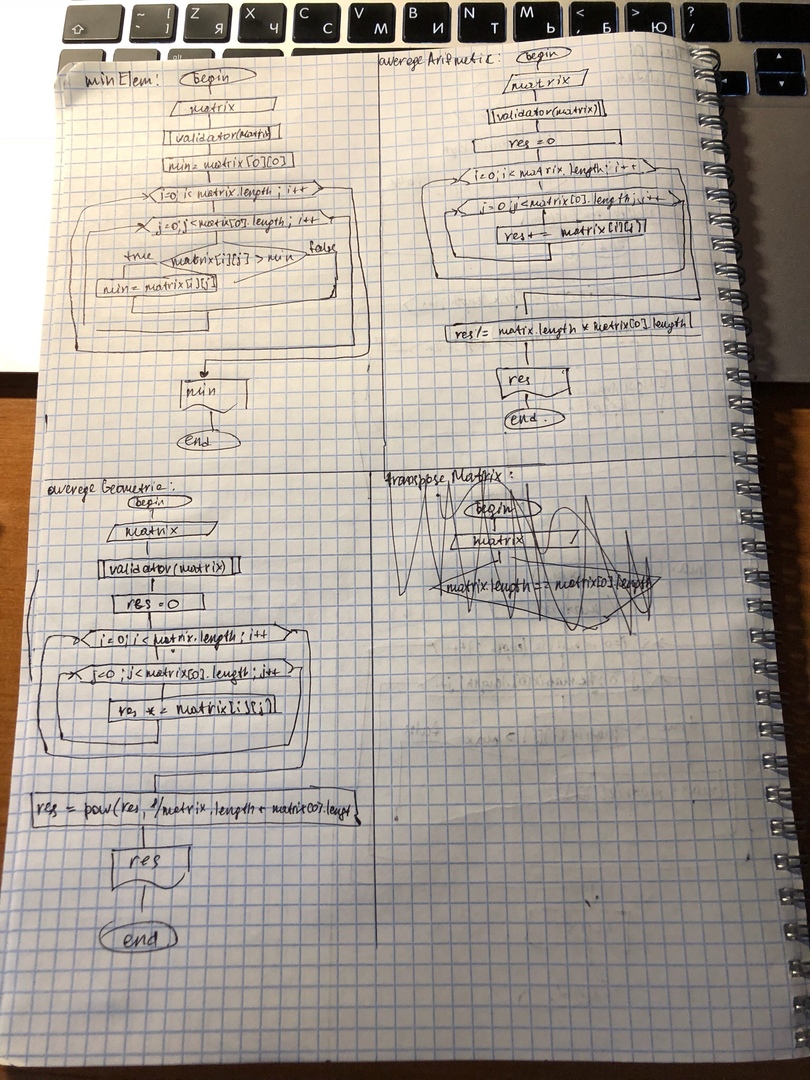 ~ [
` ]
Z
Я
X
Ч
C
С
V
М
B
И
N
Т
M
Ь
<
, Б
>
. Ю
?
/
minElem:
begin
matrix
validator(matrix)
min = matrix[0][0]
i=0; i<matrix.length; i++
j=0; j<matrix[0].length; j++
true
matrix[i][j] > min
false
min = matrix[i][j]
min
end
averege Arifmetic:
begin
matrix
validator(matrix)
res = 0
i=0; i<matrix.length; i++
j=0; j<matrix[0].length; j++
res += matrix[i][j]
res /= matix.length * matrix[0].length
res
end.
averege Geometric:
begin
matrix
validator(matrix)
res = 0
i=0; i<matrix.length; i++
j=0; j<matrix[0].length; j++
res *= matrix[i][j]
res = pow(res, 1/matrix.length + matrix[0].lengt
res
end
transpose Matrix:
begin
matrix
matrix.length == matrix[0].length